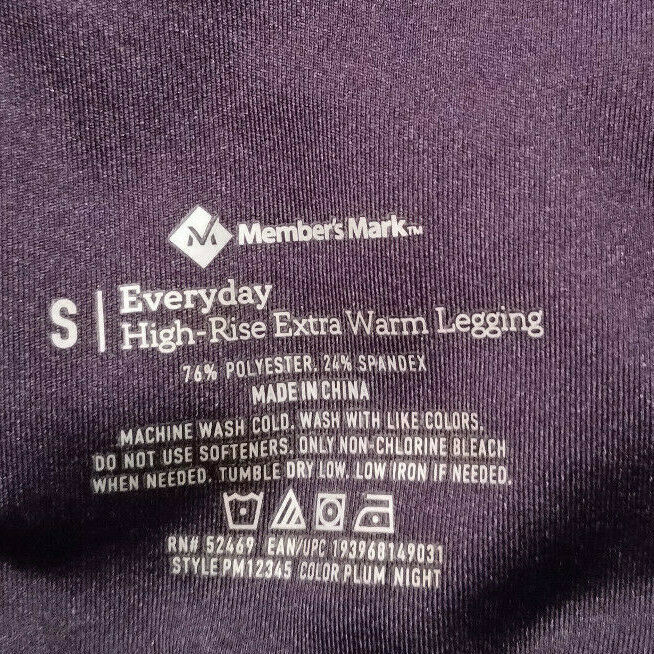 Member's Mark™
S | Everyday
High-Rise Extra Warm Legging
76% POLYESTER, 24% SPANDEX
MADE IN CHINA
MACHINE WASH COLD. WASH WITH LIKE COLORS.
DO NOT USE SOFTENERS. ONLY NON-CHLORINE BLEACH
WHEN NEEDED. TUMBLE DRY LOW. LOW IRON IF NEEDED.
RN# 52469 EAN/UPC 193968149031
STYLE PM12345 COLOR PLUM NIGHT